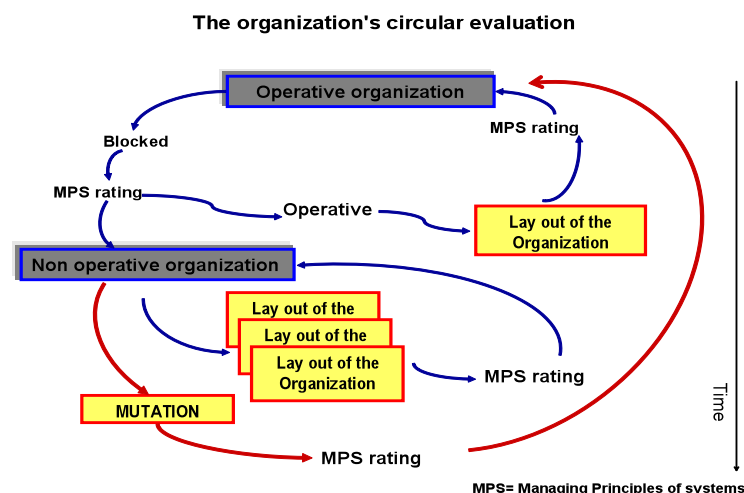 The organization's circular evaluation
Operative organization
MPS rating
Blocked
MPS rating
Operative
Lay out of the
Organization
Non operative organization
Lay out of the
Lay out of the
Lay out of the
Organization
MPS rating
Time
MUTATION
MPS rating
MPS= Managing Principles of systems